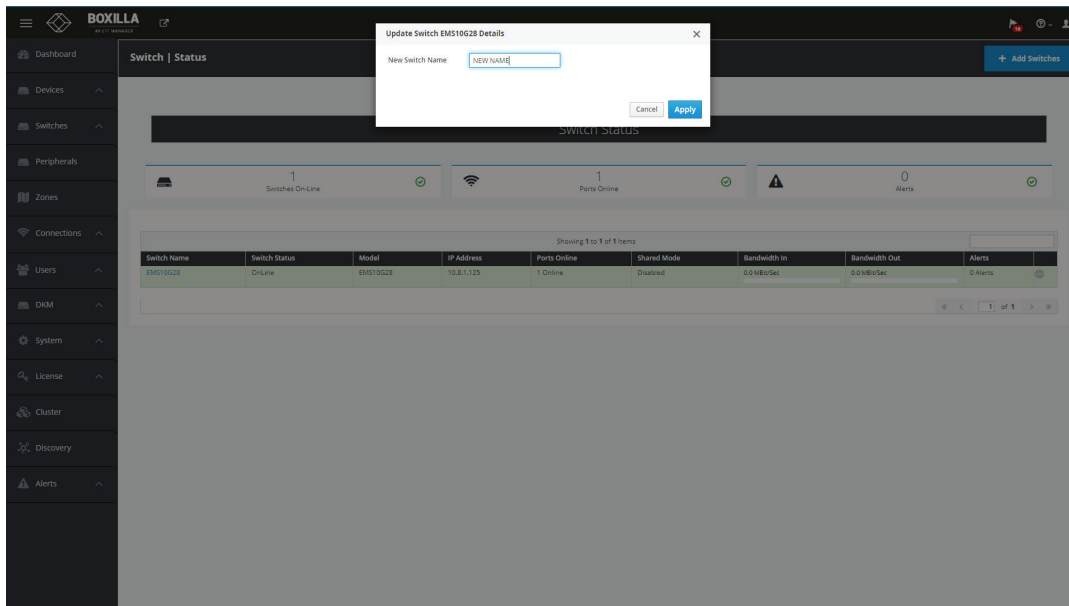 BOXILLA
AV/IT MANAGER
10
Dashboard
Devices
Switches
Peripherals
Zones
Connections
Users
DKM
System
License
Cluster
Discovery
Alerts
Switch | Status
+ Add Switches
Update Switch EMS10G28 Details
New Switch Name NEW NAME
Cancel Apply
Switch Status
1
Switches On-Line
1
Ports Online
0
Alerts
Showing 1 to 1 of 1 Items
Switch Name Switch Status Model IP Address Ports Online Shared Mode Bandwidth In Bandwidth Out Alerts
EMS10G28 OnLine EMS10G28 10.8.1.125 1 Online Disabled 0.0 MBit/Sec 0.0 MBit/Sec 0 Alerts
1 of 1